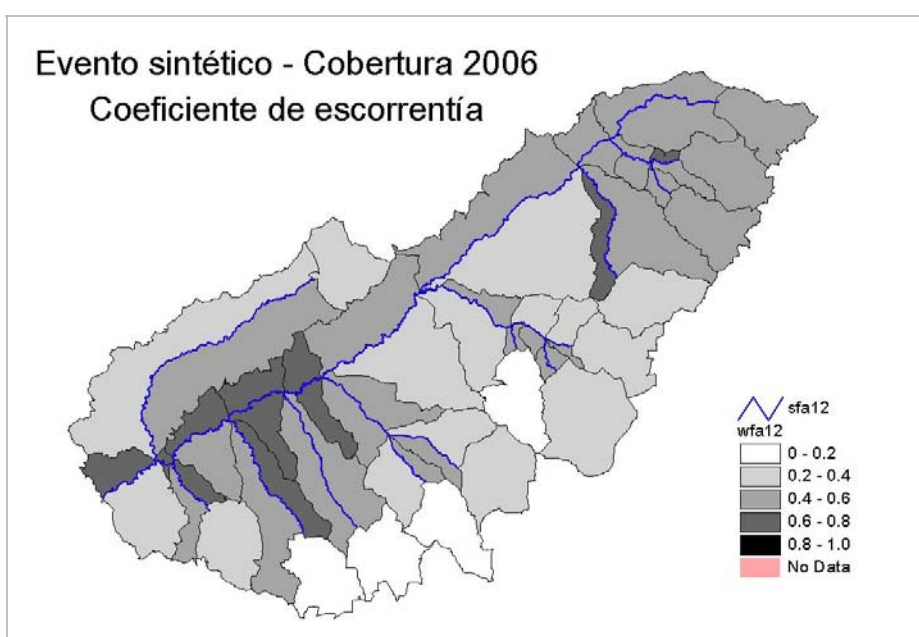 Evento sintético - Cobertura 2006
Coeficiente de escorrentía
sfa12
wfa12
0 - 0.2
0.2 - 0.4
0.4 - 0.6
0.6 - 0.8
0.8 - 1.0
No Data